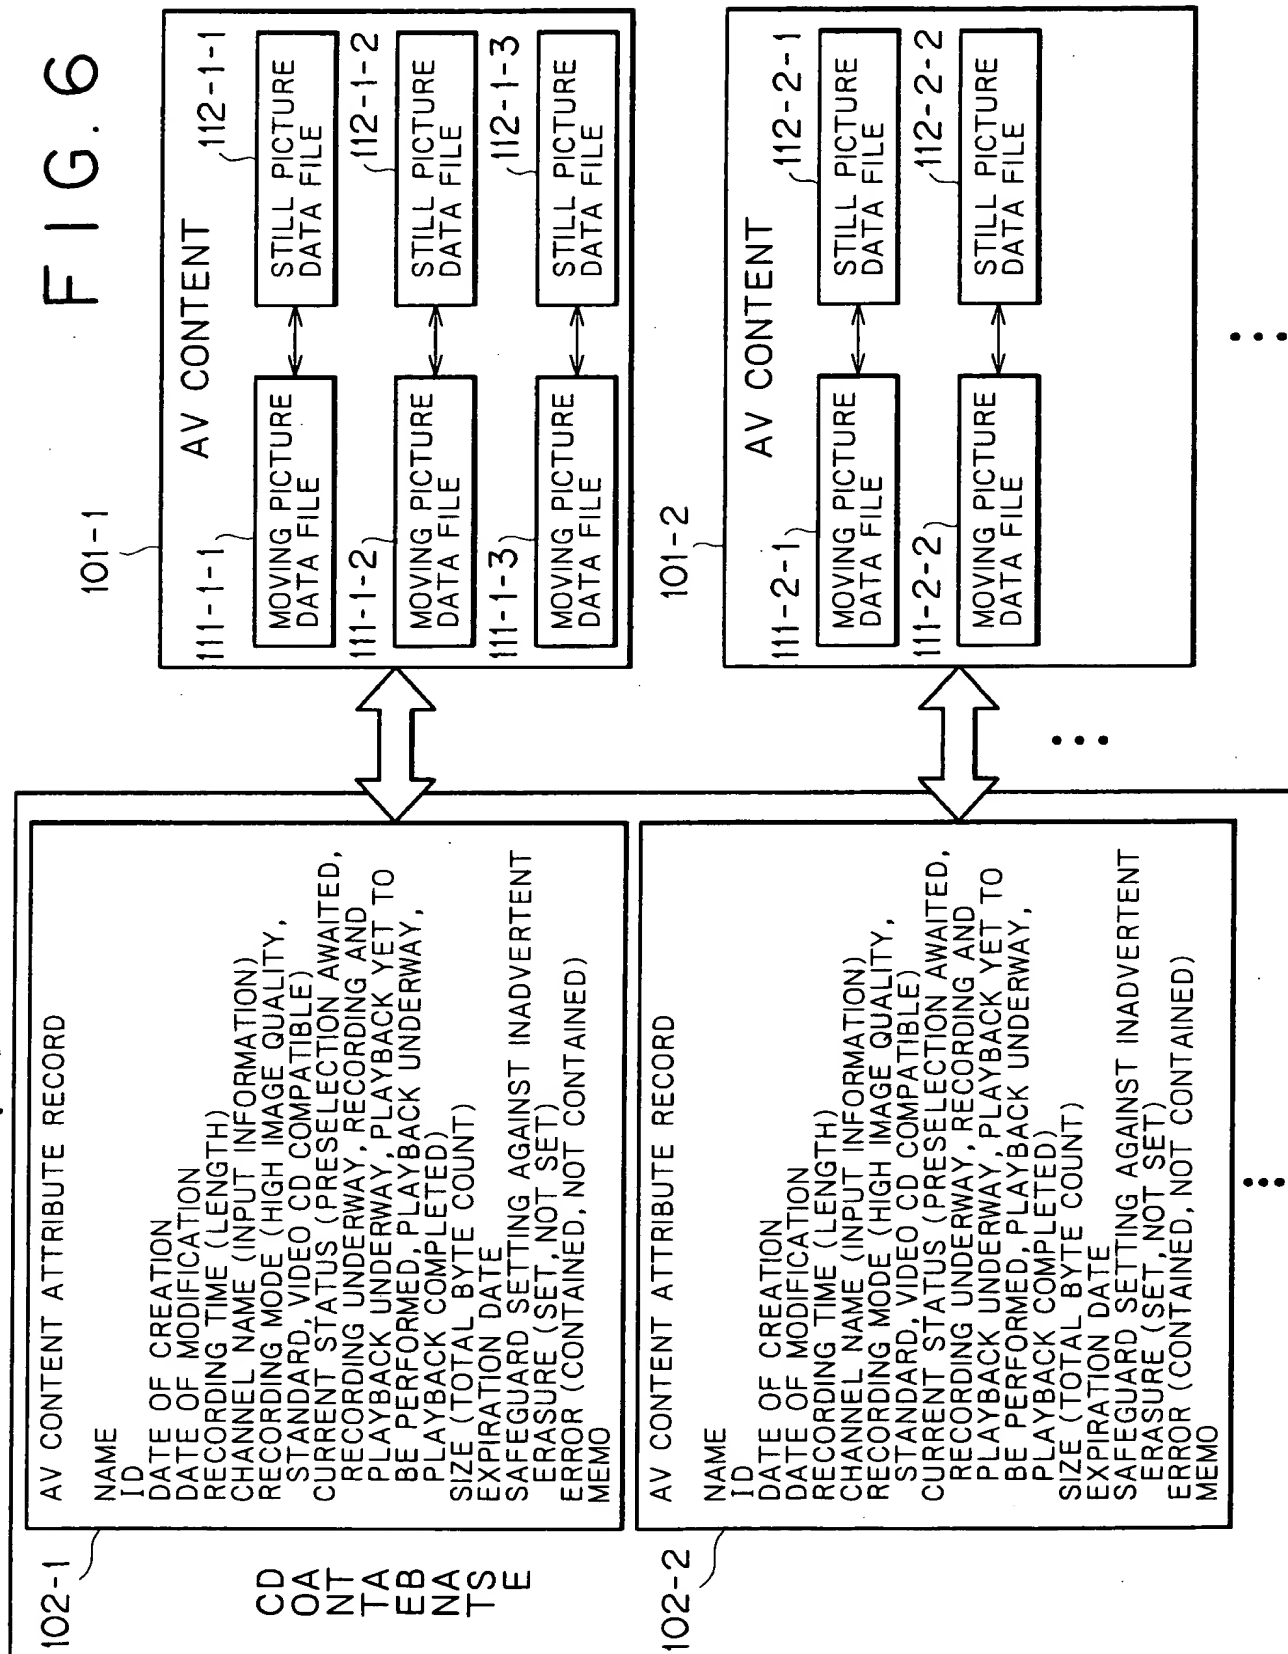 FIG. 6
102-1
AV CONTENT ATTRIBUTE RECORD
NAME
ID
DATE OF CREATION
DATE OF MODIFICATION
RECORDING TIME (LENGTH)
CHANNEL NAME (INPUT INFORMATION)
RECORDING MODE (HIGH IMAGE QUALITY,
STANDARD, VIDEO CD COMPATIBLE)
CURRENT STATUS (PRESELECTION AWAITED,
RECORDING UNDERWAY, RECORDING AND
PLAYBACK UNDERWAY, PLAYBACK YET TO
BE PERFORMED, PLAYBACK UNDERWAY,
PLAYBACK COMPLETED)
SIZE (TOTAL BYTE COUNT)
EXPIRATION DATE
SAFEGUARD SETTING AGAINST INADVERTENT
ERASURE (SET, NOT SET)
ERROR (CONTAINED, NOT CONTAINED)
MEMO
CONTENT
DATABASE
101-1
AV CONTENT
111-1-1
MOVING PICTURE
DATA FILE
112-1-1
STILL PICTURE
DATA FILE
111-1-2
MOVING PICTURE
DATA FILE
112-1-2
STILL PICTURE
DATA FILE
111-1-3
MOVING PICTURE
DATA FILE
112-1-3
STILL PICTURE
DATA FILE
102-2
AV CONTENT ATTRIBUTE RECORD
NAME
ID
DATE OF CREATION
DATE OF MODIFICATION
RECORDING TIME (LENGTH)
CHANNEL NAME (INPUT INFORMATION)
RECORDING MODE (HIGH IMAGE QUALITY,
STANDARD, VIDEO CD COMPATIBLE)
CURRENT STATUS (PRESELECTION AWAITED,
RECORDING UNDERWAY, RECORDING AND
PLAYBACK UNDERWAY, PLAYBACK YET TO
BE PERFORMED, PLAYBACK UNDERWAY,
PLAYBACK COMPLETED)
SIZE (TOTAL BYTE COUNT)
EXPIRATION DATE
SAFEGUARD SETTING AGAINST INADVERTENT
ERASURE (SET, NOT SET)
ERROR (CONTAINED, NOT CONTAINED)
MEMO
101-2
AV CONTENT
111-2-1
MOVING PICTURE
DATA FILE
112-2-1
STILL PICTURE
DATA FILE
111-2-2
MOVING PICTURE
DATA FILE
112-2-2
STILL PICTURE
DATA FILE